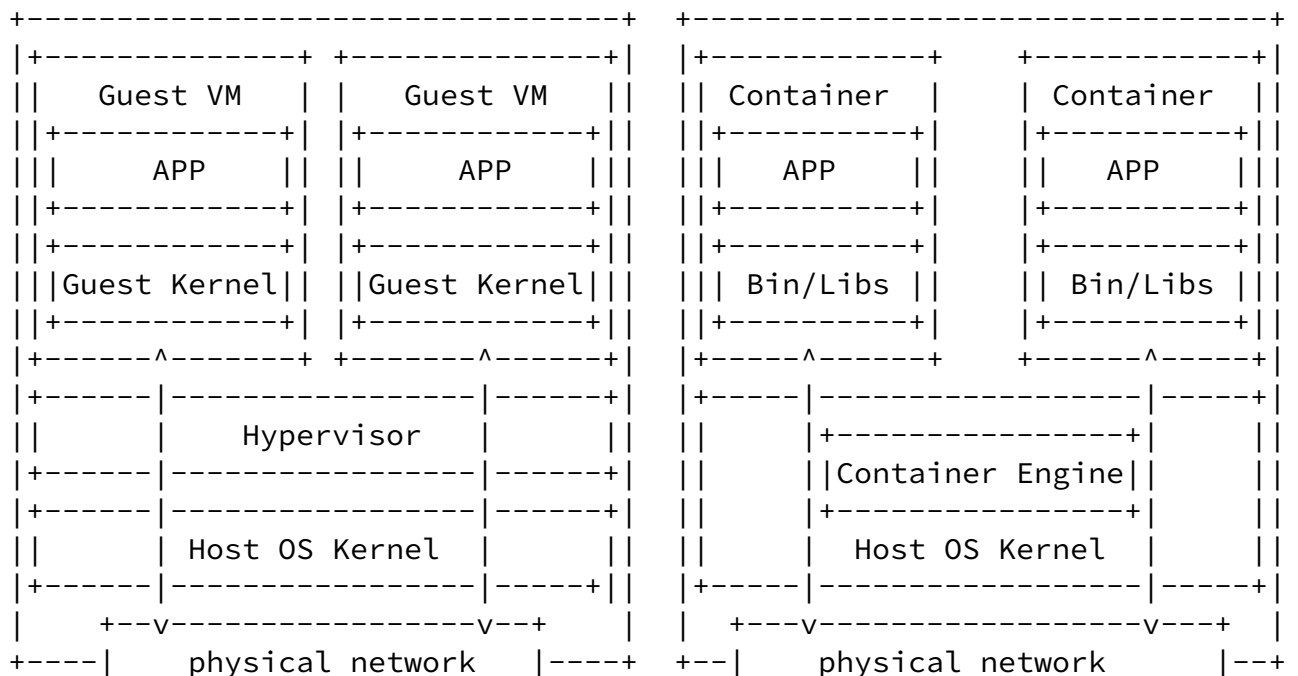 Guest VM Guest VM Container Container
APP APP APP APP
Guest Kernel Guest Kernel Bin/Libs Bin/Libs
Hypervisor
Container Engine
Host OS Kernel Host OS Kernel
physical network physical network